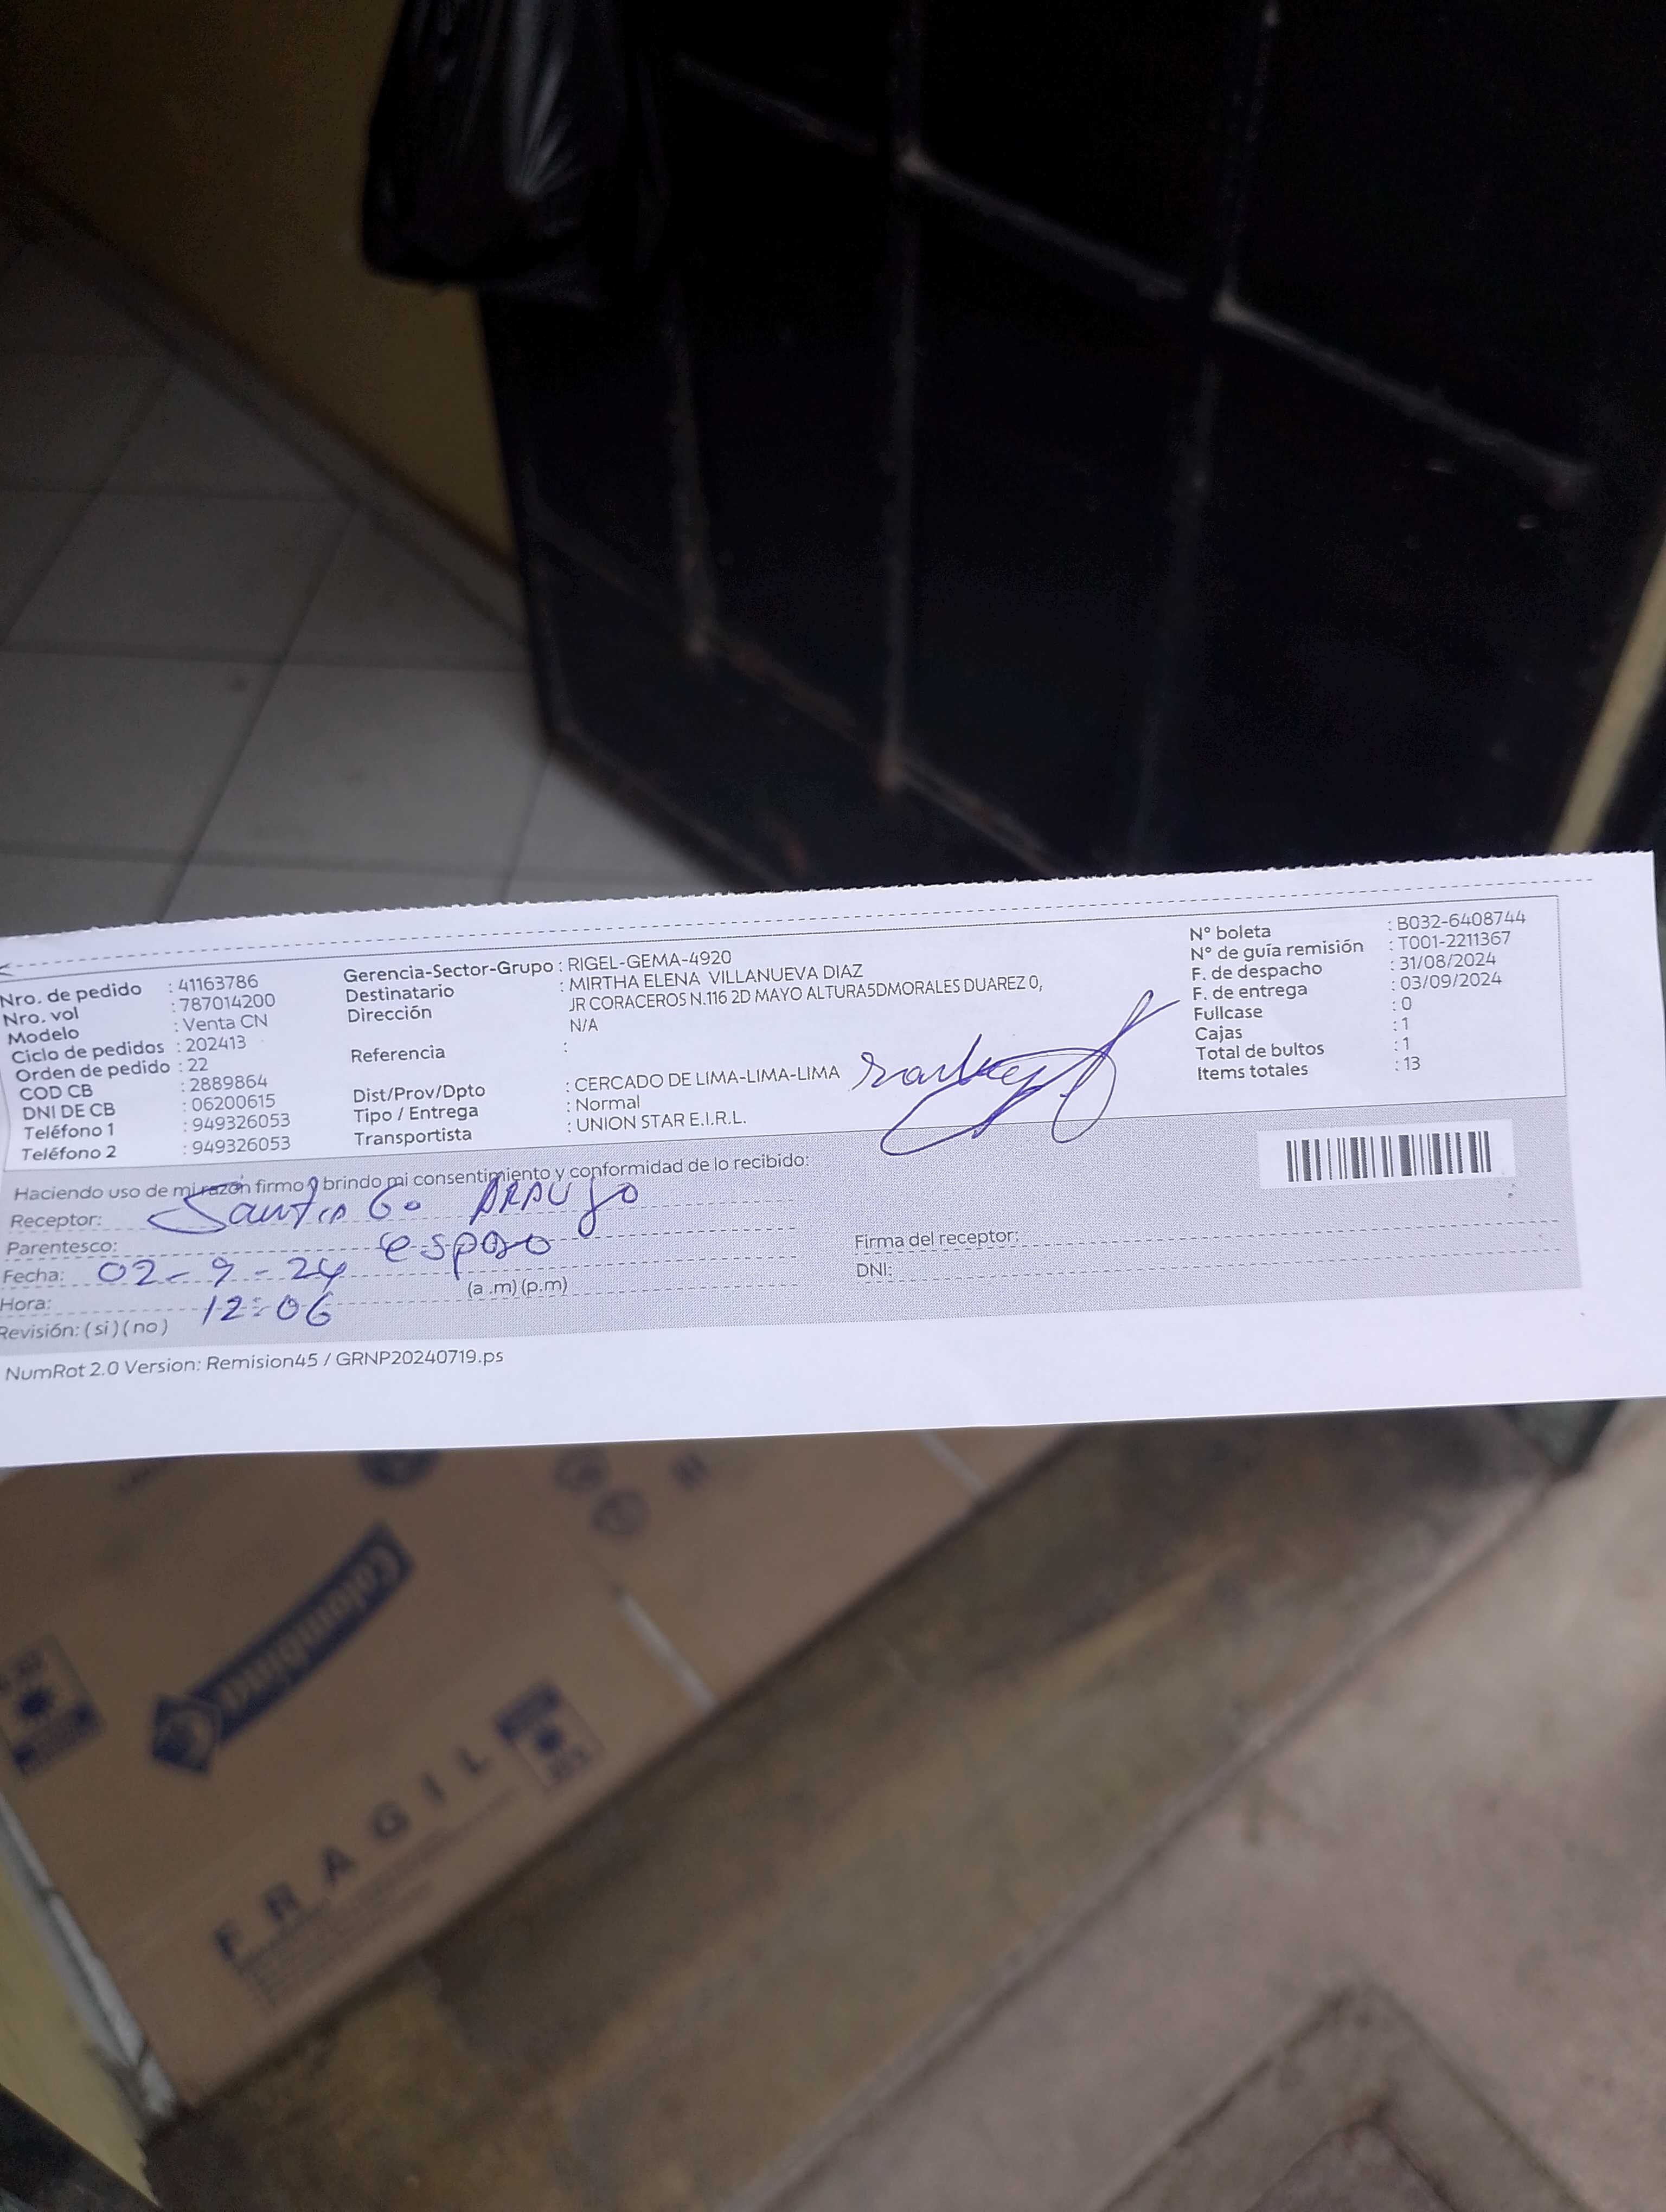 Nro. de pedido : 41163786
Nro. vol : 787014200
Modelo : Venta CN
Ciclo de pedidos : 202413
Orden de pedido : 22
COD CB : 2889864
DNI DE CB : 06200615
Teléfono 1 : 949326053
Teléfono 2 : 949326053
Gerencia-Sector-Grupo : RIGEL-GEMA-4920
Destinatario : MIRTHA ELENA VILLANUEVA DIAZ
Dirección : JR CORACEROS N.116 2D MAYO ALTURA5DMORALES DUAREZ 0,
N/A
Referencia :
Dist/Prov/Dpto : CERCADO DE LIMA-LIMA-LIMA
Tipo / Entrega : Normal
Transportista : UNION STAR E.I.R.L.
N° boleta : B032-6408744
N° de guía remisión : T001-2211367
F. de despacho : 31/08/2024
F. de entrega : 03/09/2024
Fullcase : 0
Cajas : 1
Total de bultos : 1
Items totales : 13
Haciendo uso de mi razón firmo y brindo mi consentimiento y conformidad de lo recibido:
Receptor: Santiago ARAUJO
Parentesco: esposo
Fecha: 02-9-24
Hora: 12:06 (a .m) (p.m)
Revisión: ( si ) ( no )
Firma del receptor:
DNI:
NumRot 2.0 Version: Remision45 / GRNP20240719.ps
Colombina
FRAGIL